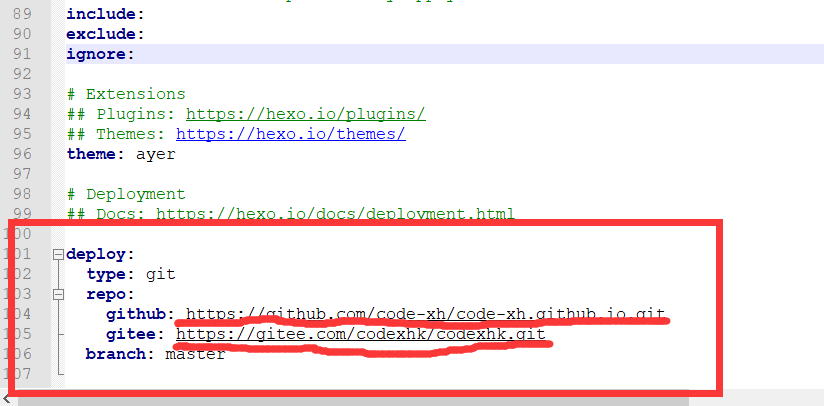 89 include:
90 exclude:
91 ignore:
92
93 # Extensions
94 ## Plugins: https://hexo.io/plugins/
95 ## Themes: https://hexo.io/themes/
96 theme: ayer
97
98 # Deployment
99 ## Docs: https://hexo.io/docs/deployment.html
100
101 deploy:
102 type: git
103 repo:
104 github: https://github.com/code-xh/code-xh.github.io.git
105 gitee: https://gitee.com/codexhk/codexhk.git
106 branch: master
107